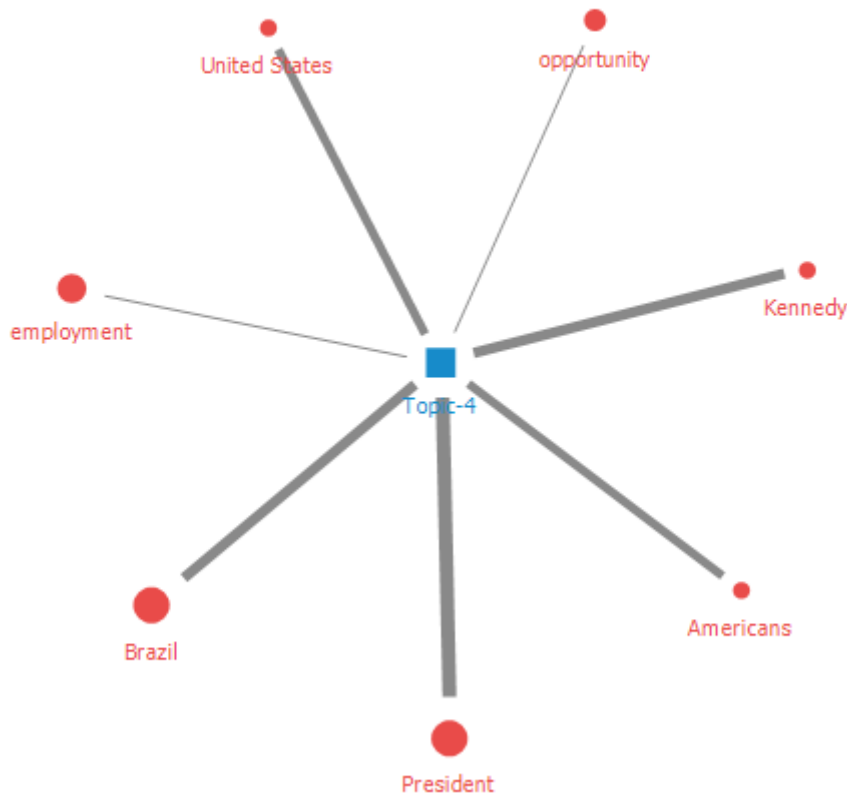 opportunity
United States
Kennedy
employment
Topic-4
Americans
Brazil
President